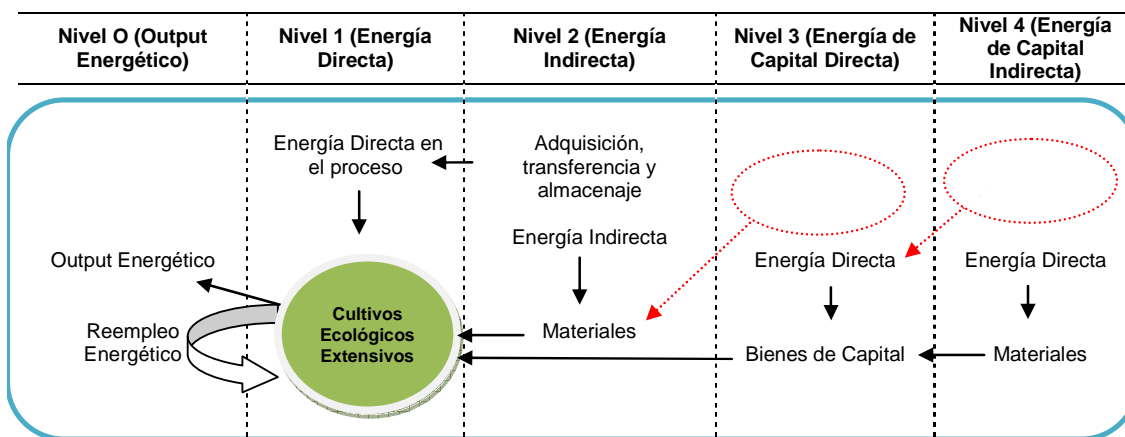 Nivel O (Output
Energético)
Nivel 1 (Energía
Directa)
Nivel 2 (Energía
Indirecta)
Nivel 3 (Energía de
Capital Directa)
Nivel 4 (Energía
de Capital
Indirecta)
Energía Directa en
el proceso
Adquisición,
transferencia y
almacenaje
Output Energético
Energía Indirecta
Energía Directa
Energía Directa
Reempleo
Energético
Cultivos
Ecológicos
Extensivos
Materiales
Bienes de Capital
Materiales